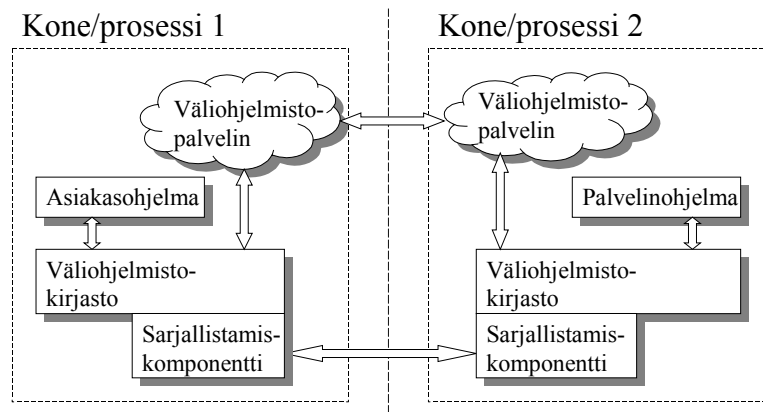 Kone/prosessi 1
Väliohjelmisto-
palvelin
Asiakasohjelma
Väliohjelmisto-
kirjasto
Sarjallistamis-
komponentti
Kone/prosessi 2
Väliohjelmisto-
palvelin
Palvelinohjelma
Väliohjelmisto-
kirjasto
Sarjallistamis-
komponentti